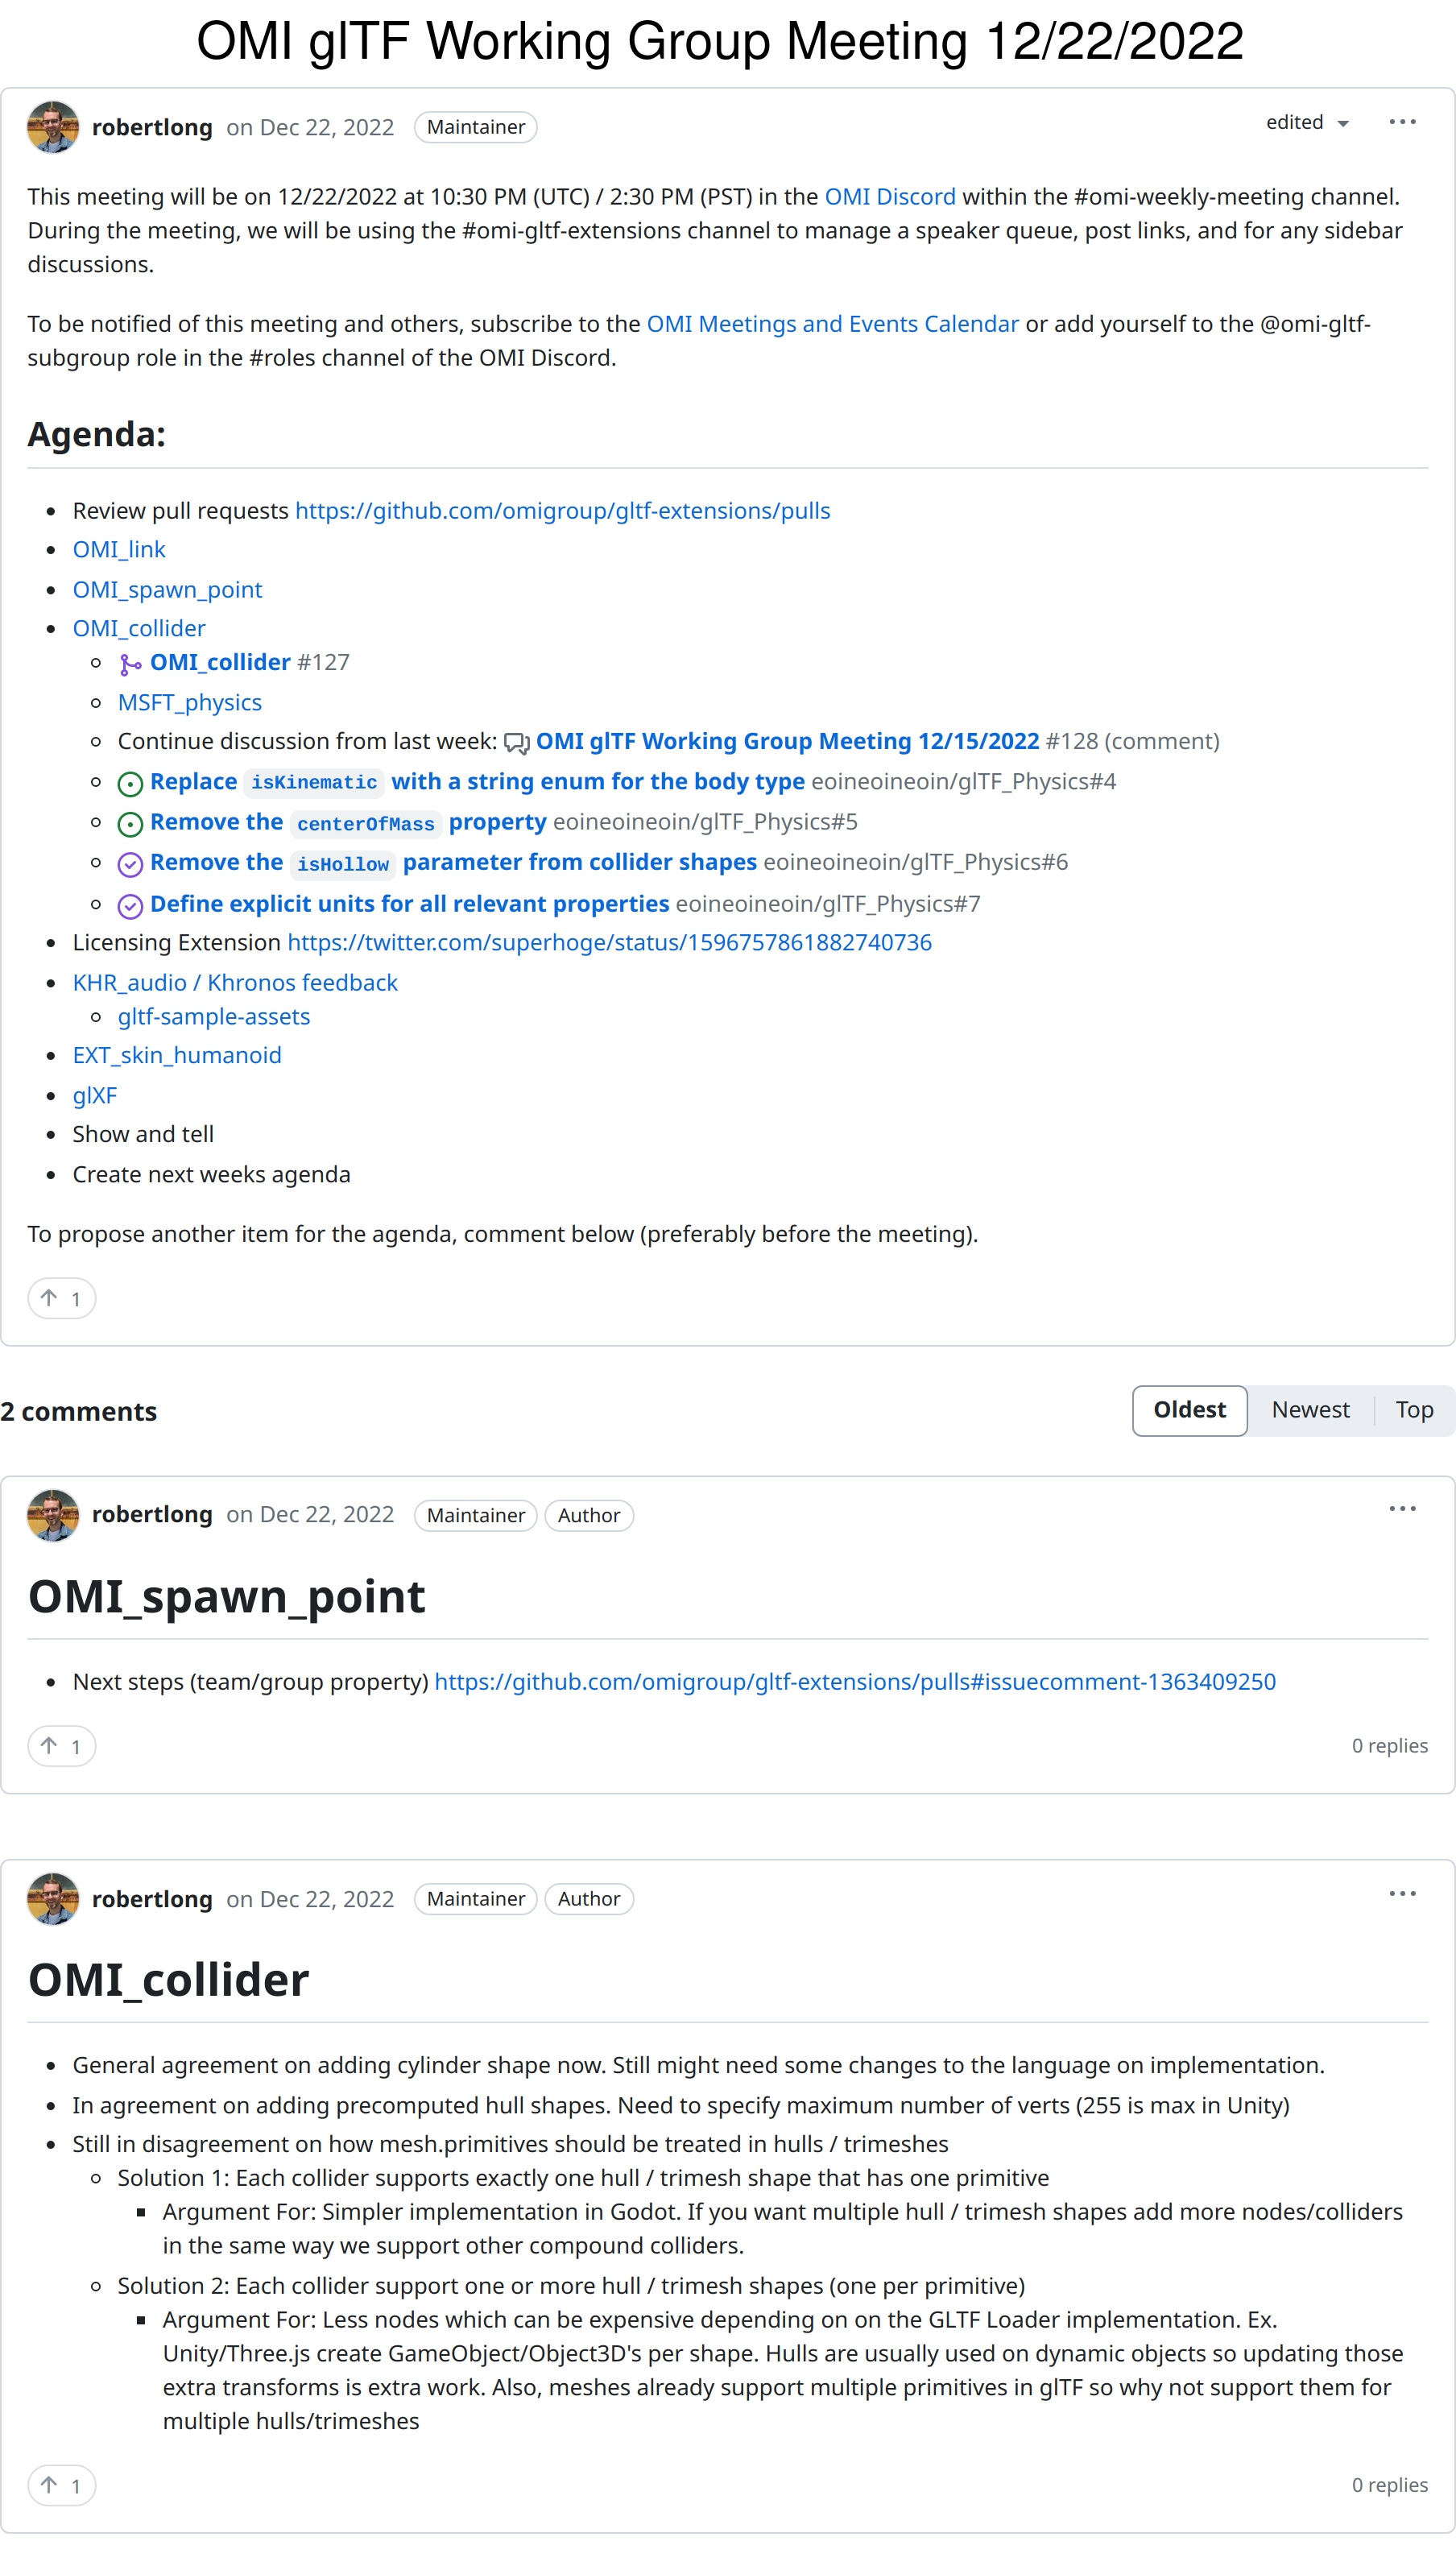 OMI glTF Working Group Meeting 12/22/2022
robertlong on Dec 22, 2022 Maintainer edited
This meeting will be on 12/22/2022 at 10:30 PM (UTC) / 2:30 PM (PST) in the OMI Discord within the #omi-weekly-meeting channel.
During the meeting, we will be using the #omi-gltf-extensions channel to manage a speaker queue, post links, and for any sidebar
discussions.
To be notified of this meeting and others, subscribe to the OMI Meetings and Events Calendar or add yourself to the @omi-gltf-
subgroup role in the #roles channel of the OMI Discord.
Agenda:
Review pull requests https://github.com/omigroup/gltf-extensions/pulls
OMI_link
OMI_spawn_point
OMI_collider
OMI_collider #127
MSFT_physics
Continue discussion from last week: OMI glTF Working Group Meeting 12/15/2022 #128 (comment)
Replace isKinematic with a string enum for the body type eoineoineoin/glTF_Physics#4
Remove the centerOfMass property eoineoineoin/glTF_Physics#5
Remove the isHollow parameter from collider shapes eoineoineoin/glTF_Physics#6
Define explicit units for all relevant properties eoineoineoin/glTF_Physics#7
Licensing Extension https://twitter.com/superhoge/status/1596757861882740736
KHR_audio / Khronos feedback
gltf-sample-assets
EXT_skin_humanoid
glXF
Show and tell
Create next weeks agenda
To propose another item for the agenda, comment below (preferably before the meeting).
1
2 comments Oldest Newest Top
robertlong on Dec 22, 2022 Maintainer Author
OMI_spawn_point
Next steps (team/group property) https://github.com/omigroup/gltf-extensions/pulls#issuecomment-1363409250
1 0 replies
robertlong on Dec 22, 2022 Maintainer Author
OMI_collider
General agreement on adding cylinder shape now. Still might need some changes to the language on implementation.
In agreement on adding precomputed hull shapes. Need to specify maximum number of verts (255 is max in Unity)
Still in disagreement on how mesh.primitives should be treated in hulls / trimeshes
Solution 1: Each collider supports exactly one hull / trimesh shape that has one primitive
Argument For: Simpler implementation in Godot. If you want multiple hull / trimesh shapes add more nodes/colliders
in the same way we support other compound colliders.
Solution 2: Each collider support one or more hull / trimesh shapes (one per primitive)
Argument For: Less nodes which can be expensive depending on on the GLTF Loader implementation. Ex.
Unity/Three.js create GameObject/Object3D's per shape. Hulls are usually used on dynamic objects so updating those
extra transforms is extra work. Also, meshes already support multiple primitives in glTF so why not support them for
multiple hulls/trimeshes
1 0 replies